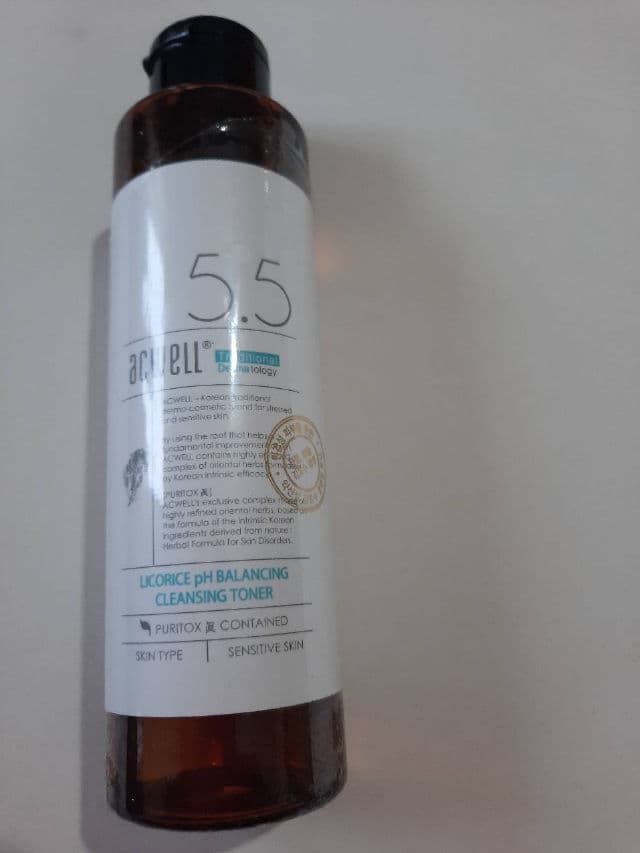 5.5
acwell® Traditional
Dermatology
ACWELL - Korean traditional
dermo-cosmetic brand for stressed
and sensitive skin.
By using the root that helps
fundamental improvement,
ACWELL contains highly
complex of oriental herbs
by Korean intrinsic efficacy
[PURITOX 眞]
ACWELL's exclusive complex
highly refined oriental herbs, based
the formula of the intrinsic Korean
ingredients derived from nature:
Herbal Formula for Skin Disorders.
LICORICE pH BALANCING
CLEANSING TONER
PURITOX 眞 CONTAINED
SKIN TYPE | SENSITIVE SKIN